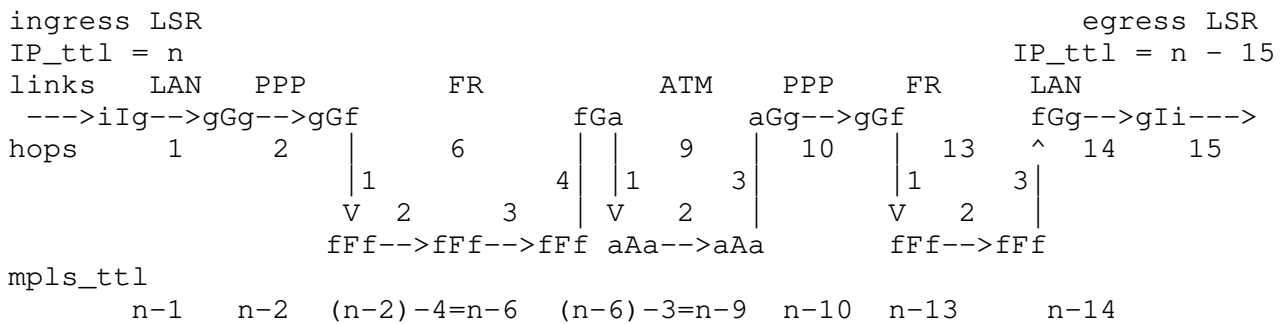 ingress LSR                                           egress LSR
IP_ttl = n                                        IP_ttl = n - 15
links    LAN   PPP          FR           ATM    PPP    FR     LAN
 --->iIg-->gGg-->gGf             fGa        aGg-->gGf        fGg-->gIi--->
hops      1     2   |     6      | |   9    |  10    |  13   ^  14    15
                    |1          4| |1      3|        |1     3|
                    V  2     3   | V   2    |        V   2   |
                   fFf-->fFf-->fFf aAa-->aAa        fFf-->fFf
mpls_ttl
        n-1   n-2  (n-2)-4=n-6   (n-6)-3=n-9   n-10  n-13      n-14